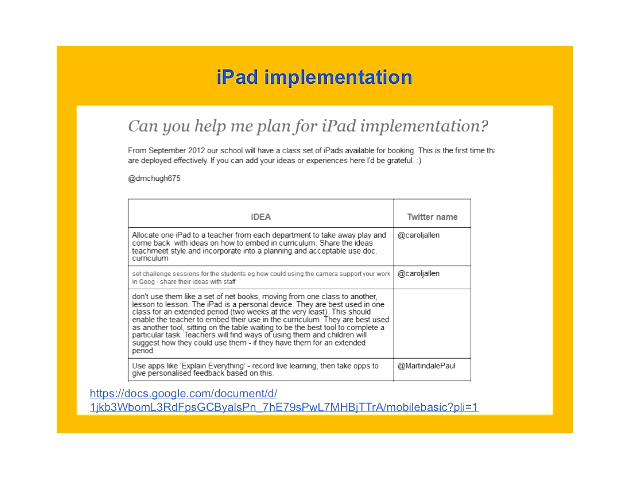 iPad implementation
Can you help me plan for iPad implementation?
From September 2012 our school will have a class set of iPads available for booking. This is the first time tha
are deployed effectively. If you can add your ideas or experiences here I'd be grateful. :)
@dmchugh675
IDEA Twitter name
Allocate one iPad to a teacher from each department to take away play and @caroljallen
come back with ideas on how to embed in curriculum. Share the ideas
teachmeet style and incorporate into a planning and acceptable use doc.
curriculum
set challenge sessions for the students eg how could using the camera support your work @caroljallen
in Geog - share their ideas with staff
don't use them like a set of net books, moving from one class to another,
lesson to lesson. The iPad is a personal device. They are best used in one
class for an extended period (two weeks at the very least). This should
enable the teacher to embed their use in the curriculum. They are best used
as another tool, sitting on the table waiting to be the best tool to complete a
particular task. Teachers will find ways of using them and children will
suggest how they could use them - if they have them for an extended
period
Use apps like 'Explain Everything' - record live learning, then take opps to @MartindalePaul
give personalised feedback based on this.
https://docs.google.com/document/d/
1jkb3WbomL3RdFpsGCByalsPn_7hE79sPwL7MHBjTTrA/mobilebasic?pli=1